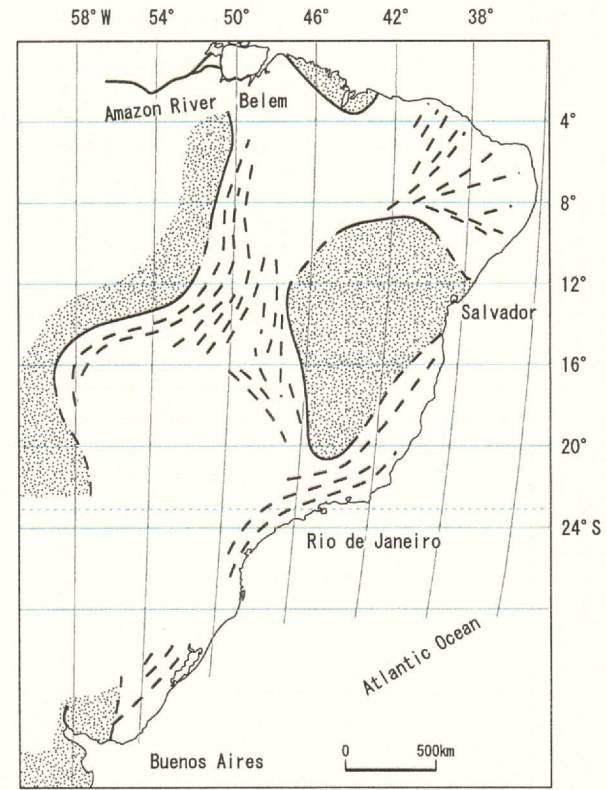 58° W 54° 50° 46° 42° 38°
Amazon River Belem
4°
8°
12°
Salvador
16°
20°
24° S
Rio de Janeiro
Atlantic Ocean
Buenos Aires
0 500km